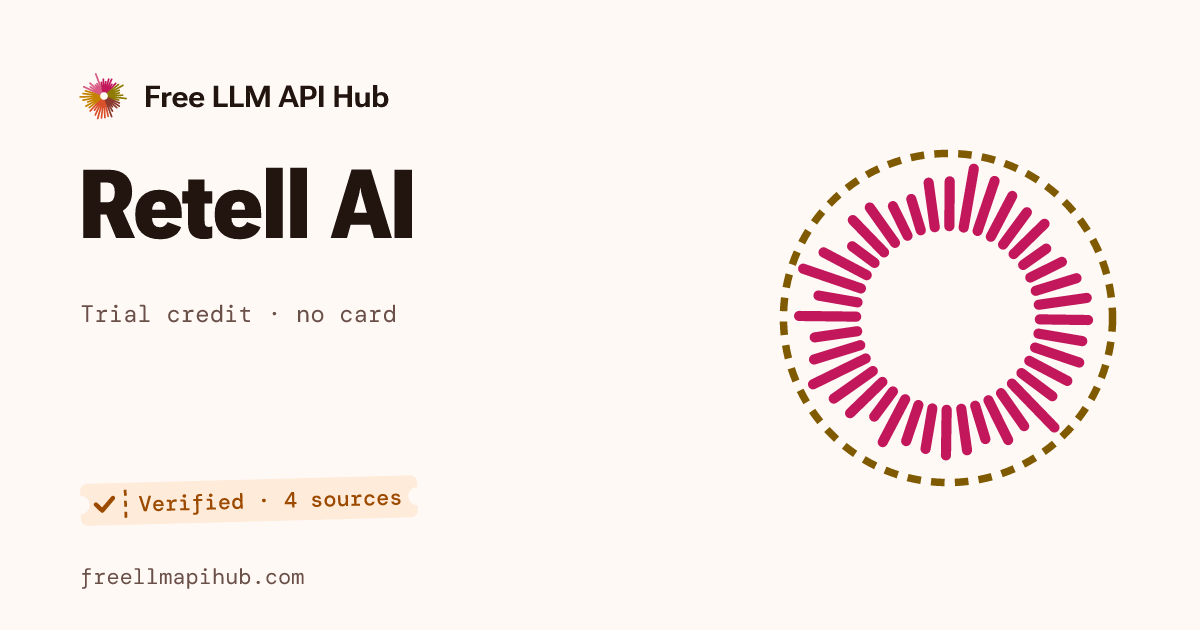 Free LLM API Hub
Retell AI
Trial credit · no card
Verified · 4 sources
freellmapihub.com